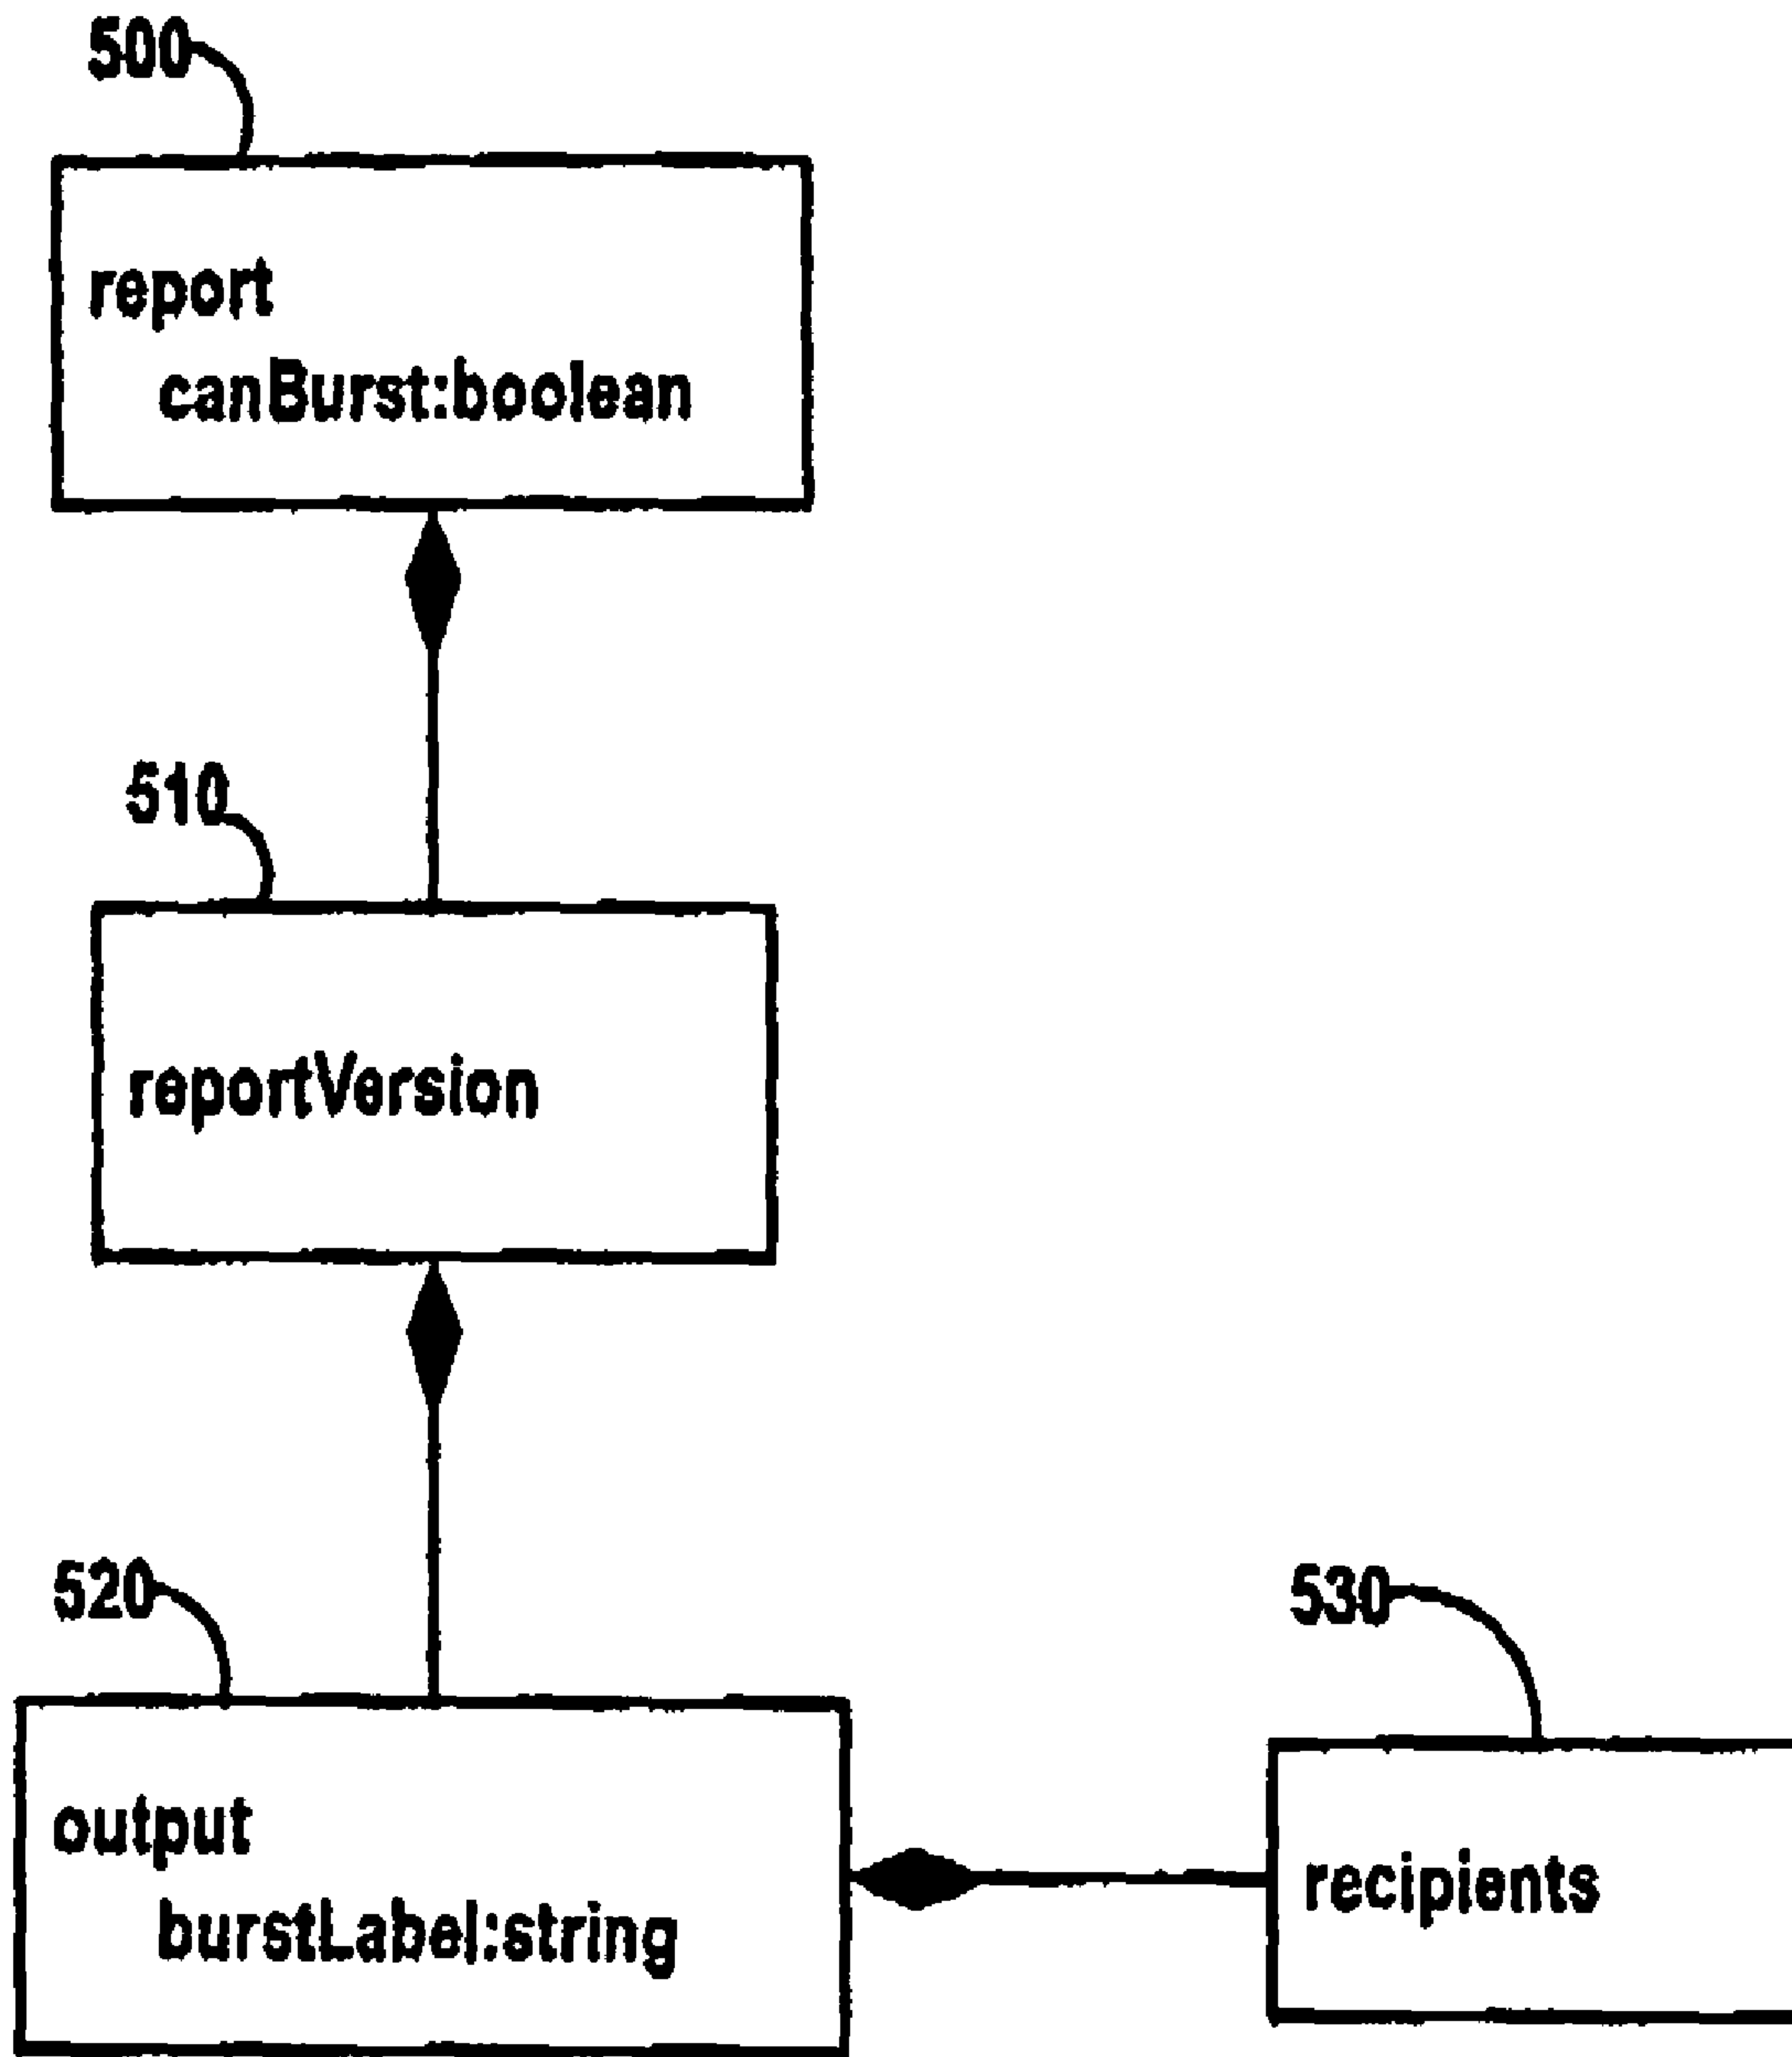 500
report
canBurst:boolean
510
reportVersion
520
530
output
burstLabel:string
recipients